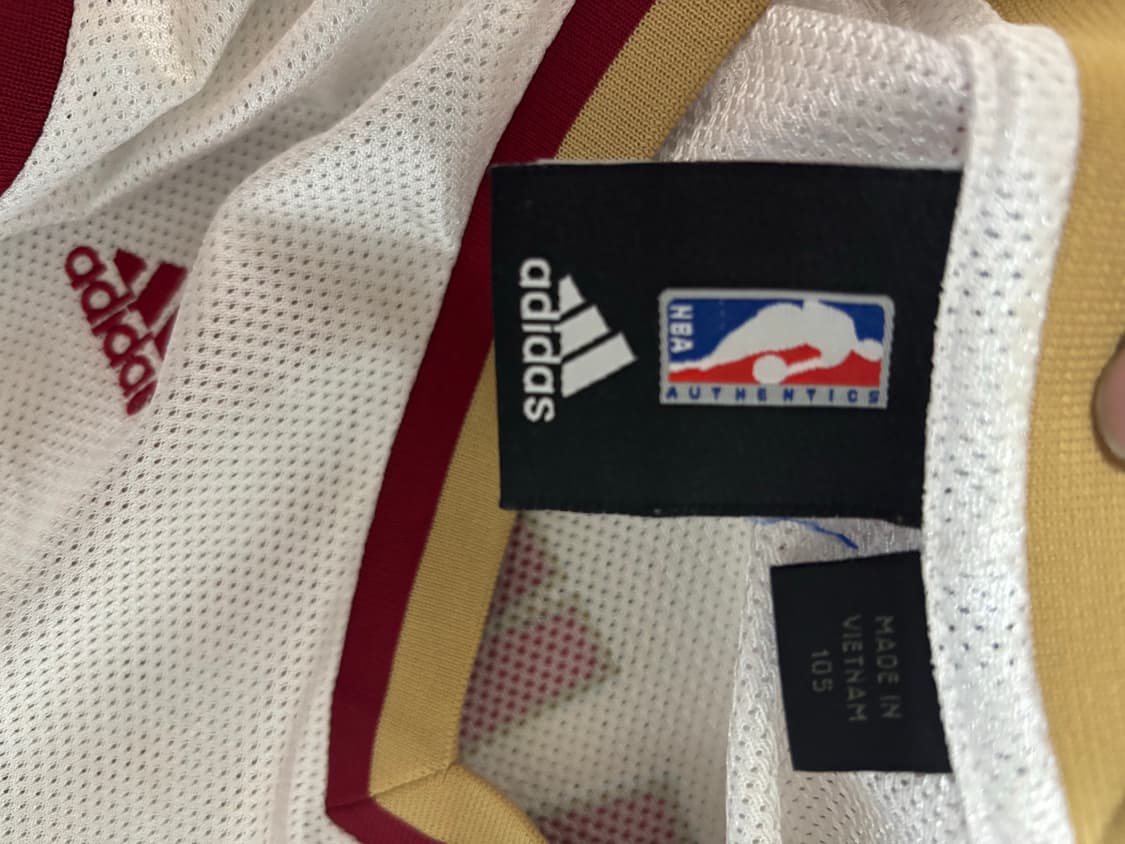 adidas
adidas
NBA
AUTHENTICS
MADE IN
VIETNAM
105